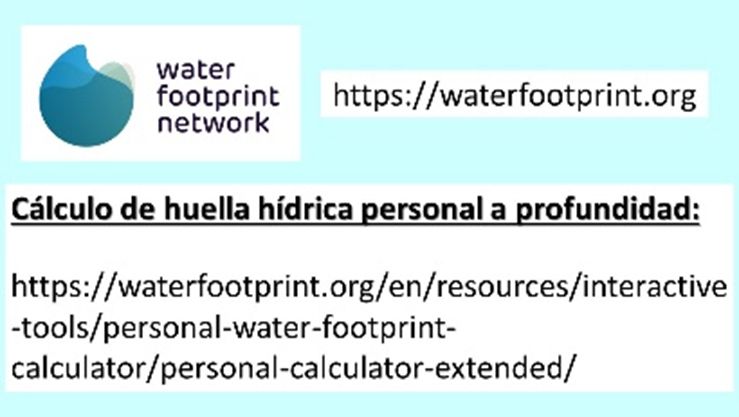 water
footprint
network
https://waterfootprint.org
Cálculo de huella hídrica personal a profundidad:
https://waterfootprint.org/en/resources/interactive
-tools/personal-water-footprint-
calculator/personal-calculator-extended/